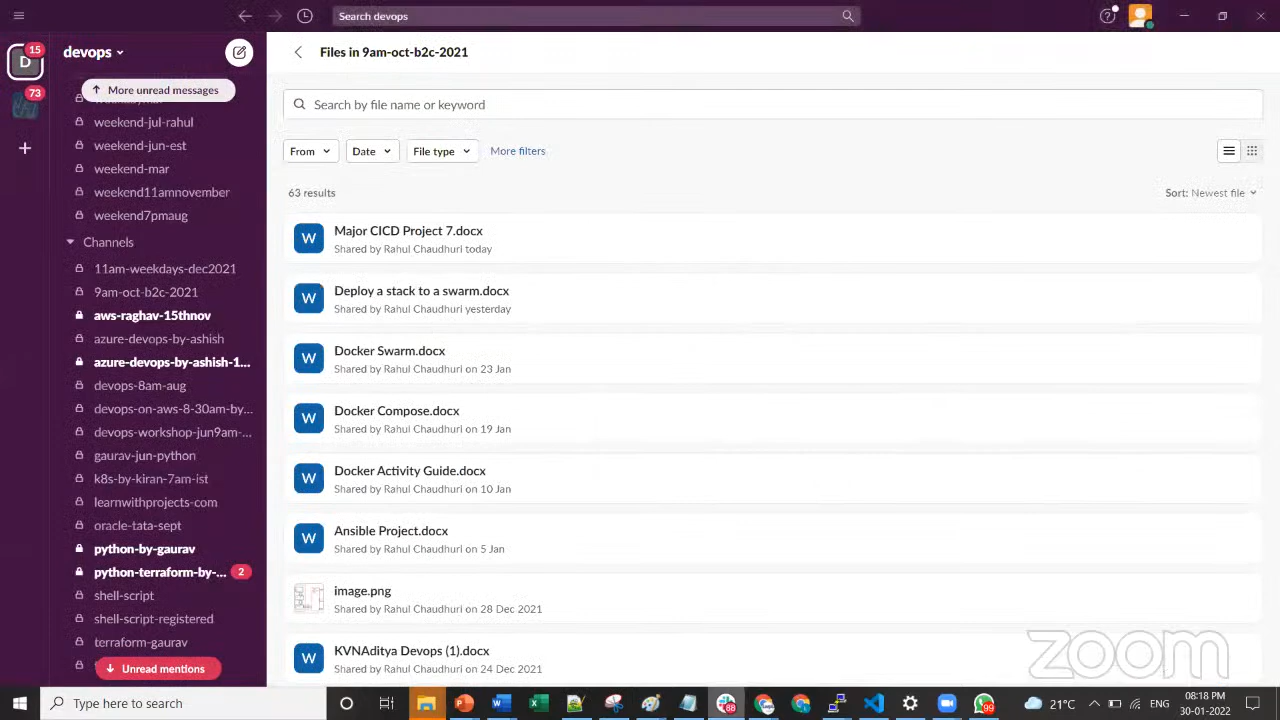 Search devops
15
D
73
devops
More unread messages
weekend-jul-rahul
weekend-jun-est
weekend-mar
weekend11amnovember
weekend7pmaug
Channels
11am-weekdays-dec2021
9am-oct-b2c-2021
aws-raghav-15thnov
azure-devops-by-ashish
azure-devops-by-ashish-1...
devops-8am-aug
devops-on-aws-8-30am-by...
devops-workshop-jun9am-...
gaurav-jun-python
k8s-by-kiran-7am-ist
learnwithprojects-com
oracle-tata-sept
python-by-gaurav
python-terraform-by-... 2
shell-script
shell-script-registered
terraform-gaurav
Unread mentions
Files in 9am-oct-b2c-2021
Search by file name or keyword
From Date File type More filters
63 results Sort: Newest file
W
Major CICD Project 7.docx
Shared by Rahul Chaudhuri today
W
Deploy a stack to a swarm.docx
Shared by Rahul Chaudhuri yesterday
W
Docker Swarm.docx
Shared by Rahul Chaudhuri on 23 Jan
W
Docker Compose.docx
Shared by Rahul Chaudhuri on 19 Jan
W
Docker Activity Guide.docx
Shared by Rahul Chaudhuri on 10 Jan
W
Ansible Project.docx
Shared by Rahul Chaudhuri on 5 Jan
image.png
Shared by Rahul Chaudhuri on 28 Dec 2021
W
KVNAditya Devops (1).docx
Shared by Rahul Chaudhuri on 24 Dec 2021
zoom
Type here to search
88
99
21°C
08:18 PM
30-01-2022